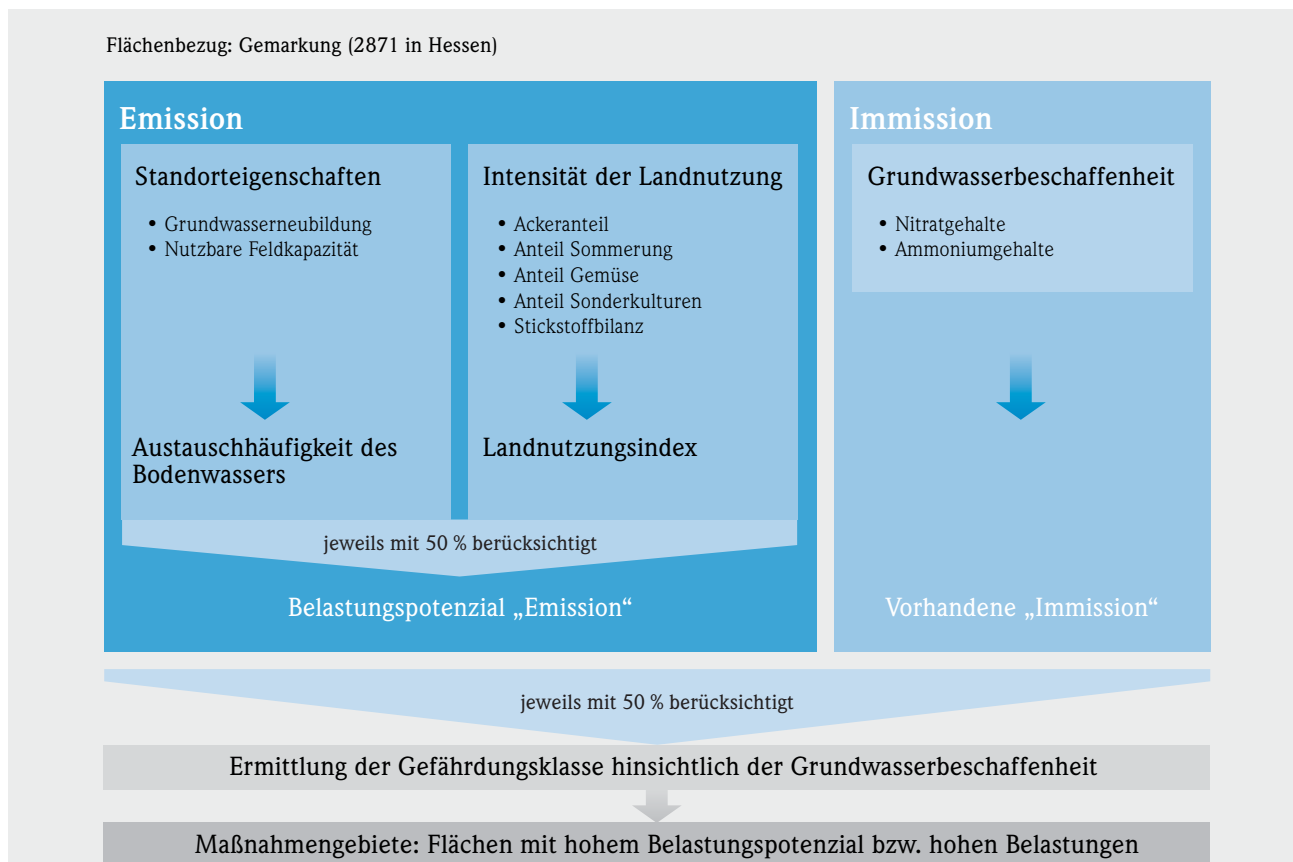 Flächenbezug: Gemarkung (2871 in Hessen)
Emission
Standorteigenschaften
• Grundwasserneubildung
• Nutzbare Feldkapazität
Austauschhäufigkeit des
Bodenwassers
Intensität der Landnutzung
• Ackeranteil
• Anteil Sommerung
• Anteil Gemüse
• Anteil Sonderkulturen
• Stickstoffbilanz
Landnutzungsindex
jeweils mit 50 % berücksichtigt
Belastungspotenzial „Emission“
Immission
Grundwasserbeschaffenheit
• Nitratgehalte
• Ammoniumgehalte
Vorhandene „Immission“
jeweils mit 50 % berücksichtigt
Ermittlung der Gefährdungsklasse hinsichtlich der Grundwasserbeschaffenheit
Maßnahmengebiete: Flächen mit hohem Belastungspotenzial bzw. hohen Belastungen